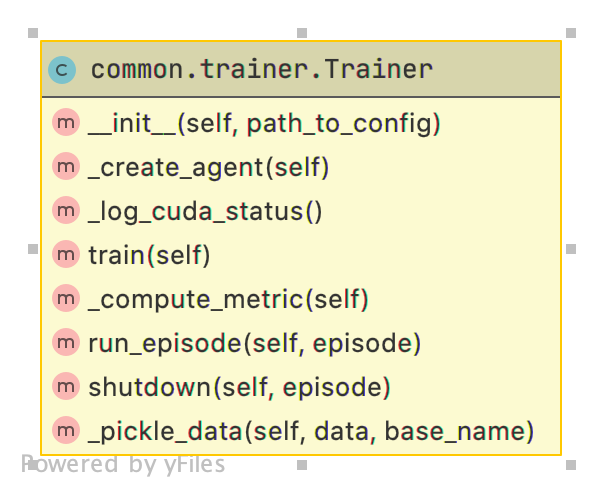 c common.trainer.Trainer
m __init__(self, path_to_config)
m _create_agent(self)
m _log_cuda_status()
m train(self)
m _compute_metric(self)
m run_episode(self, episode)
m shutdown(self, episode)
m _pickle_data(self, data, base_name)
Powered by yFiles